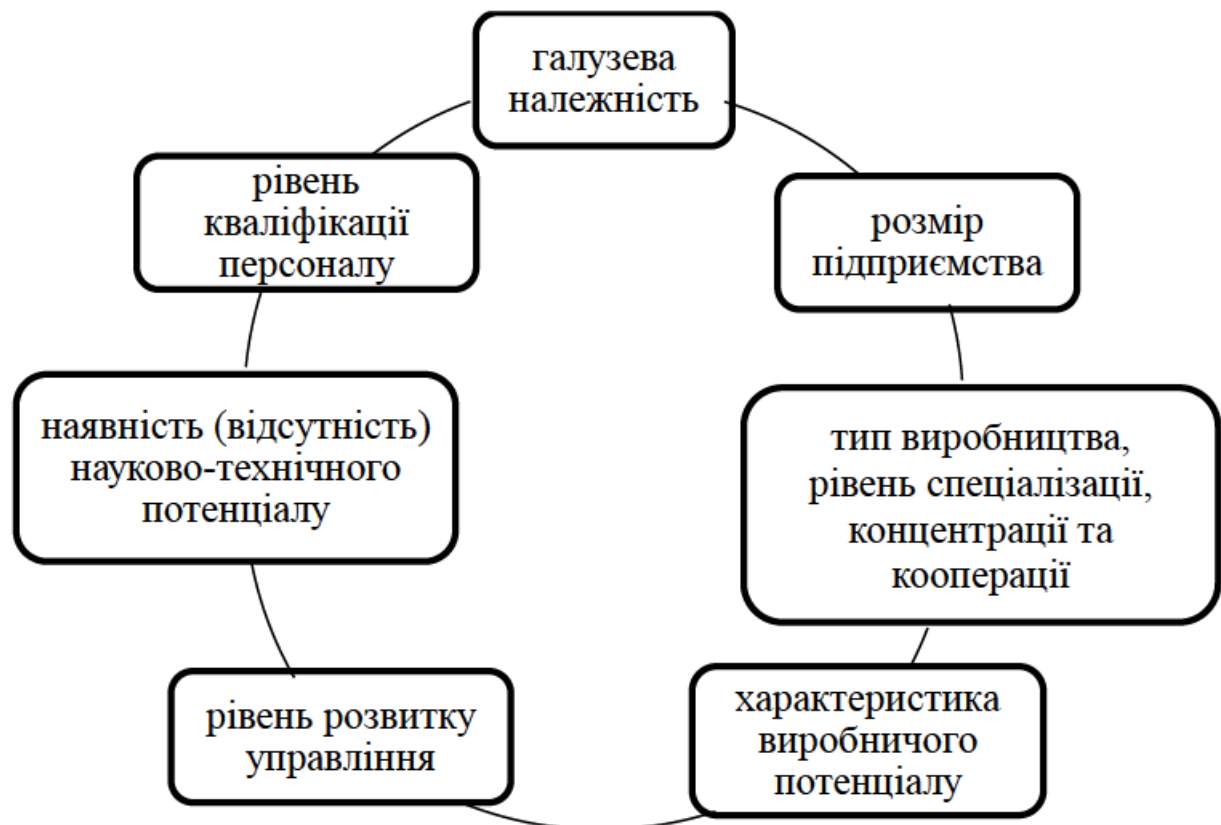 галузева
належність
розмір
підприємства
тип виробництва,
рівень спеціалізації,
концентрації та
кооперації
характеристика
виробничого
потенціалу
рівень розвитку
управління
наявність (відсутність)
науково-технічного
потенціалу
рівень
кваліфікації
персоналу